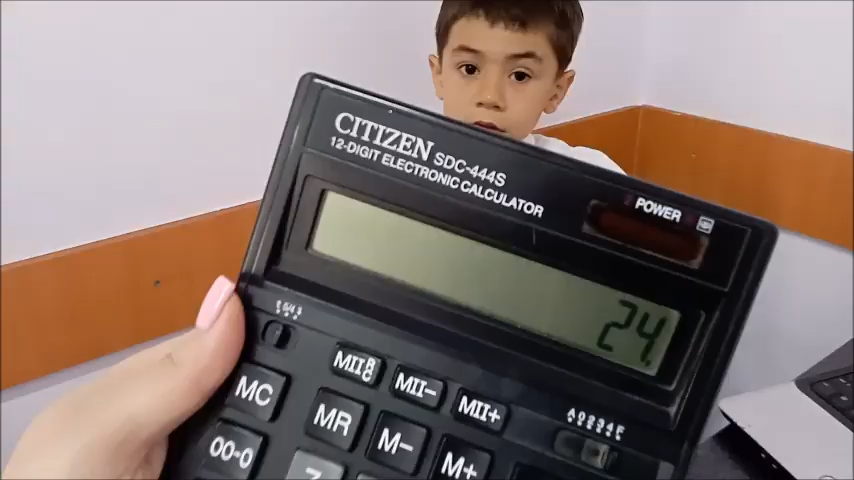 CITIZEN SDC-444S
12-DIGIT ELECTRONIC CALCULATOR
POWER
24.
MII
MII−
MII+
MC
MR
M−
M+
00→0